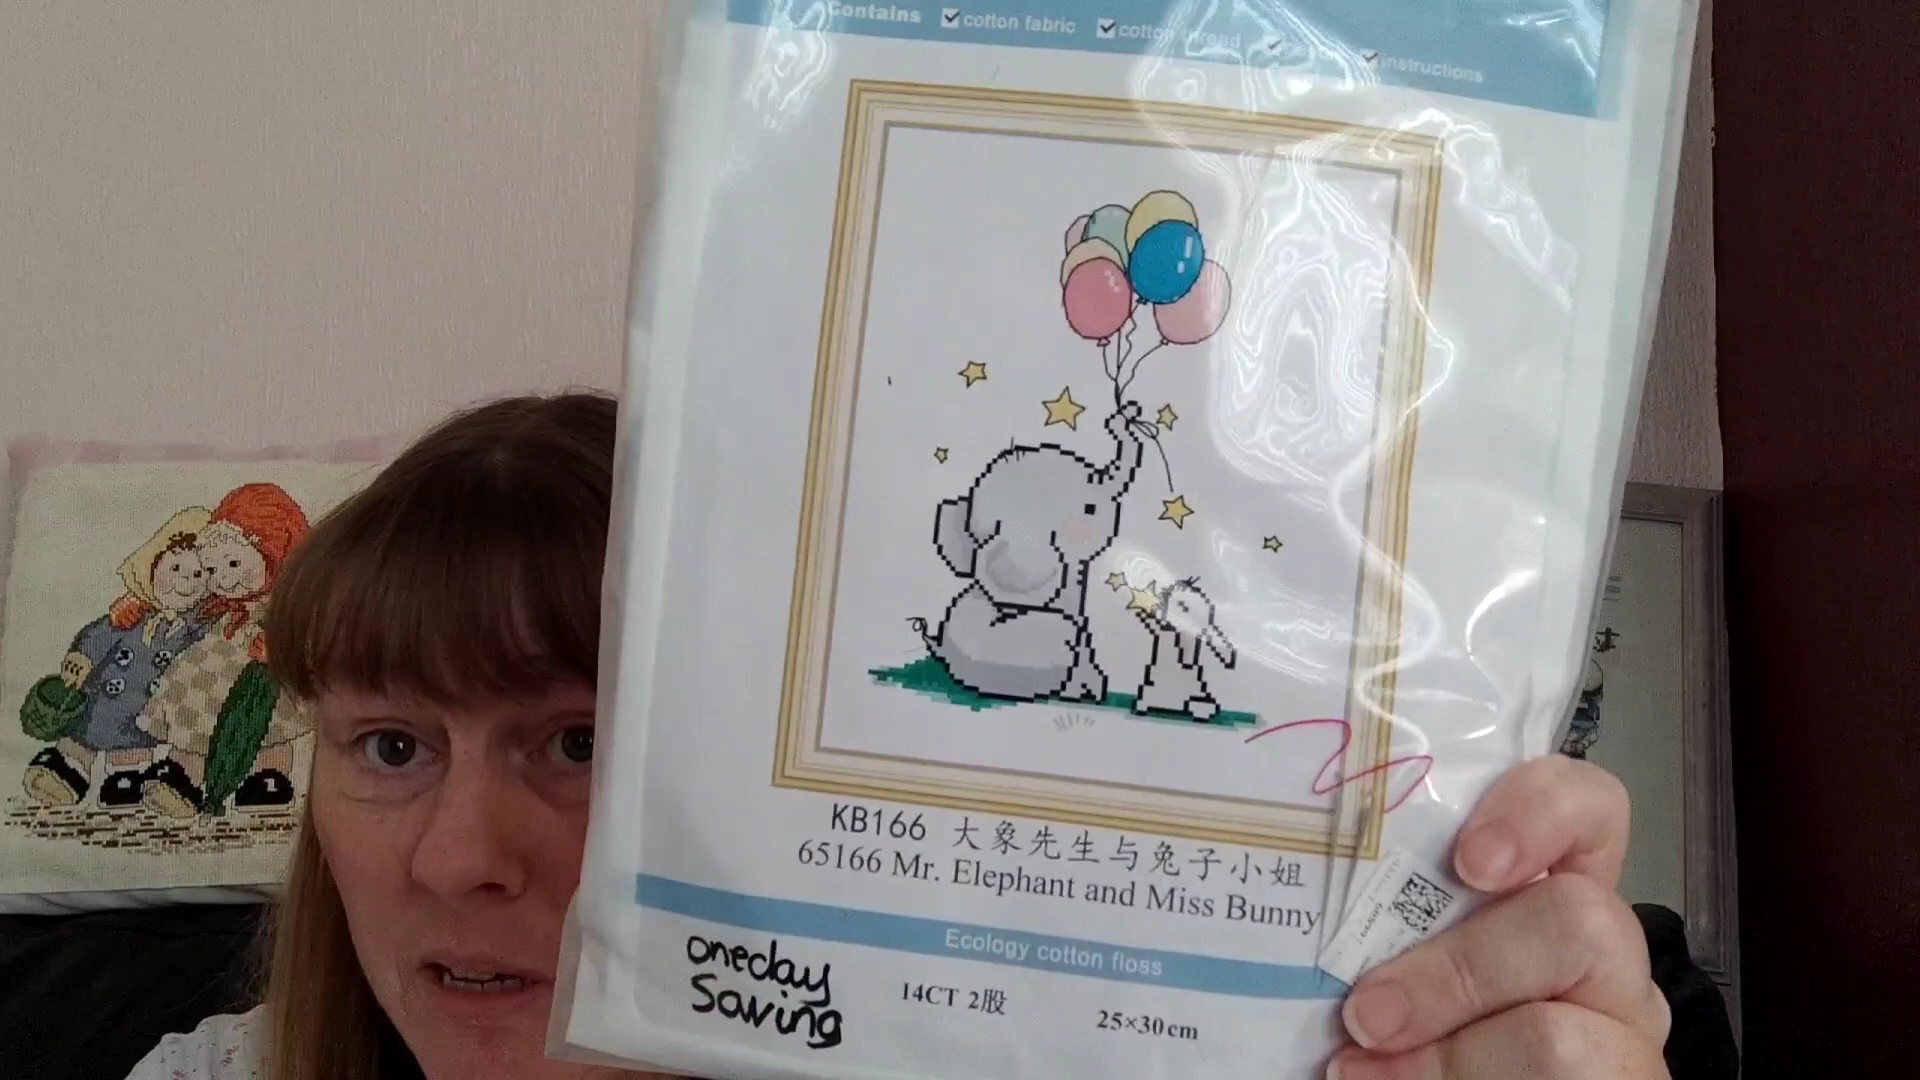 Contains cotton fabric cotton thread instructions
KB166 大象先生与兔子小姐
65166 Mr. Elephant and Miss Bunny
Ecology cotton floss
oneday
Saving
14CT 2股 25×30cm